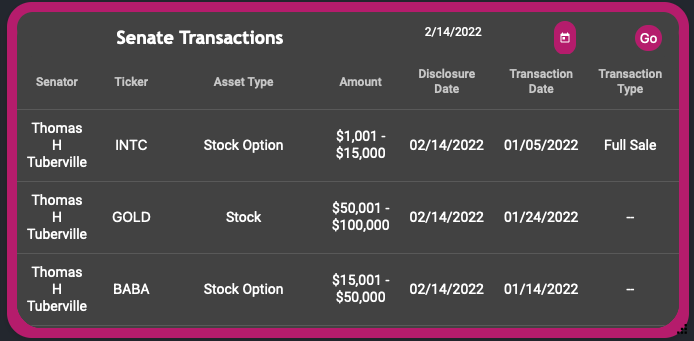 Senate Transactions 2/14/2022 Go
Senator Ticker Asset Type Amount Disclosure Date Transaction Date Transaction Type
Thomas H Tuberville INTC Stock Option $1,001 - $15,000 02/14/2022 01/05/2022 Full Sale
Thomas H Tuberville GOLD Stock $50,001 - $100,000 02/14/2022 01/24/2022 --
Thomas H Tuberville BABA Stock Option $15,001 - $50,000 02/14/2022 01/14/2022 --